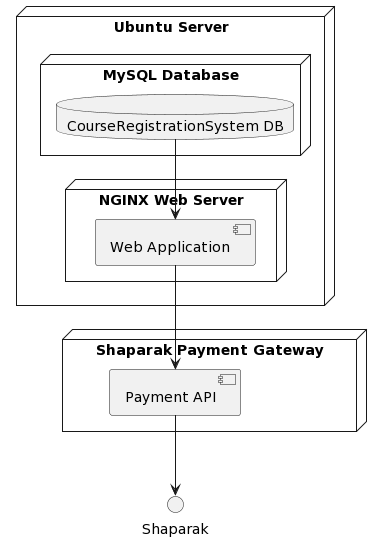 Ubuntu Server
MySQL Database
CourseRegistrationSystem DB
NGINX Web Server
Web Application
Shaparak Payment Gateway
Payment API
Shaparak